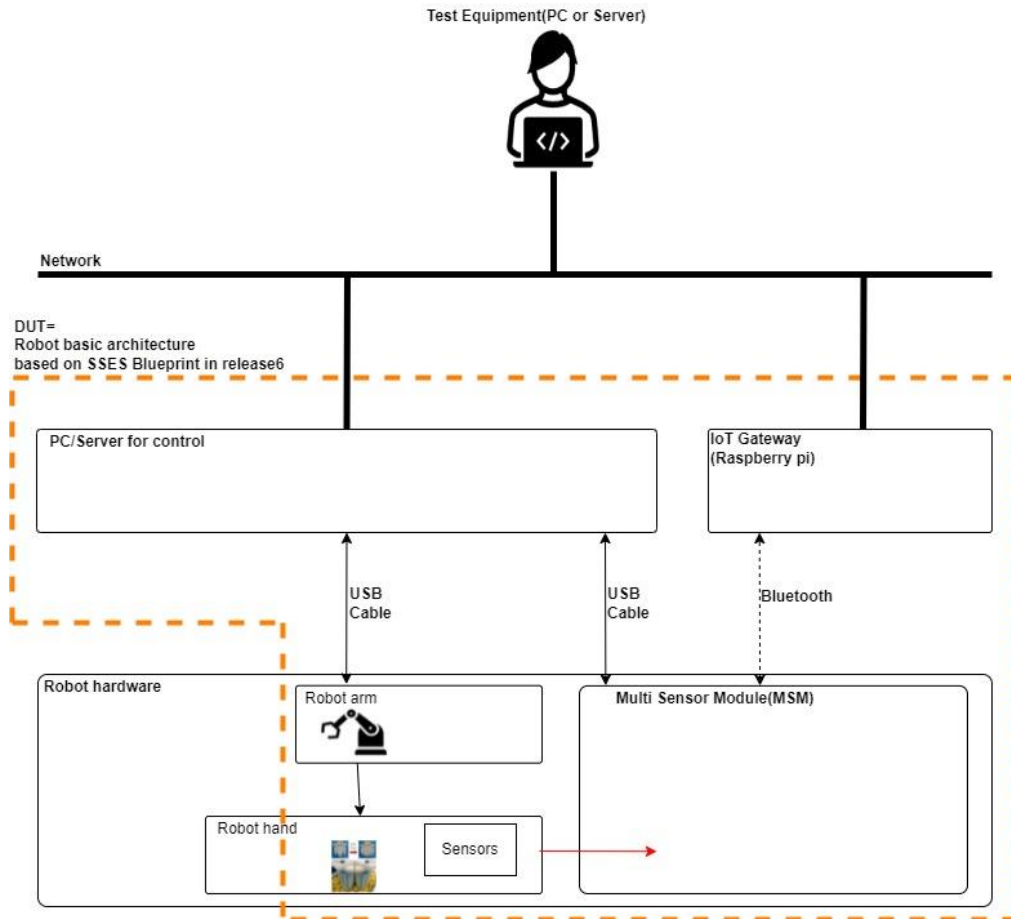 Test Equipment(PC or Server)
</>
Network
DUT=
Robot basic architecture
based on SSES Blueprint in release6
PC/Server for control
IoT Gateway
(Raspberry pi)
USB
Cable
USB
Cable
Bluetooth
Robot hardware
Robot arm
Multi Sensor Module(MSM)
Robot hand
Sensors